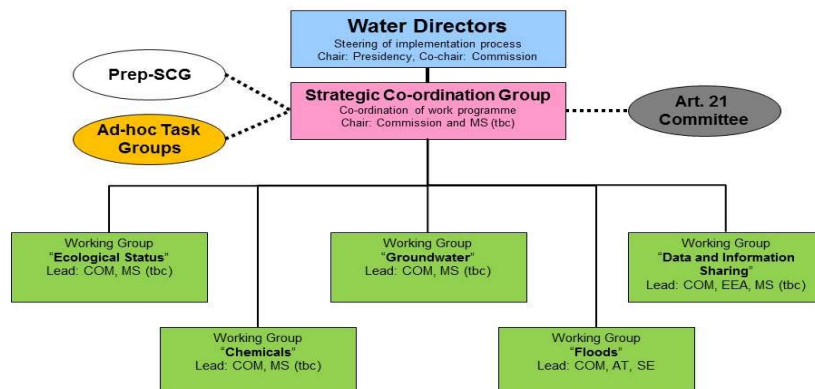 Water Directors
Steering of implementation process
Chair: Presidency, Co-chair: Commission
Prep-SCG
Strategic Co-ordination Group
Co-ordination of work programme
Chair: Commission and MS (tbc)
Ad-hoc Task
Groups
Art. 21
Committee
Working Group
"Ecological Status"
Lead: COM, MS (tbc)
Working Group
"Groundwater"
Lead: COM, MS (tbc)
Working Group
"Data and Information
Sharing"
Lead: COM, EEA, MS (tbc)
Working Group
"Chemicals"
Lead: COM, MS (tbc)
Working Group
"Floods"
Lead: COM, AT, SE